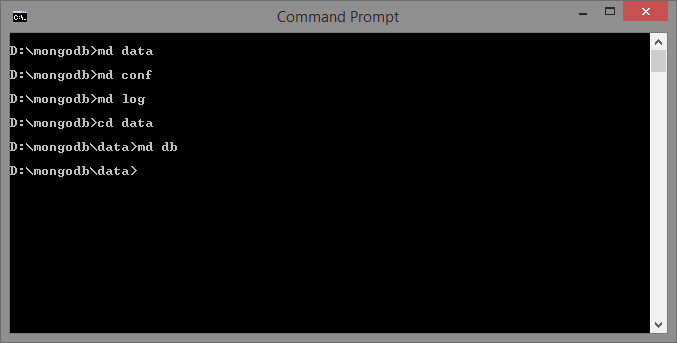 Command Prompt
D:\mongodb>md data
D:\mongodb>md conf
D:\mongodb>md log
D:\mongodb>cd data
D:\mongodb\data>md db
D:\mongodb\data>